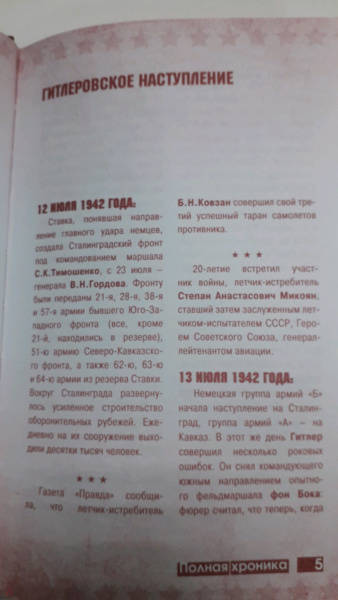 ГИТЛЕРОВСКОЕ НАСТУПЛЕНИЕ
12 ИЮЛЯ 1942 ГОДА:
Ставка, понявшая направ-
ление главного удара немцев,
создала Сталинградский фронт
под командованием маршала
С.К.Тимошенко, с 23 июля –
генерала В.Н.Гордова. Фронту
были переданы 21-я, 28-я, 38-я
и 57-я армии бывшего Юго-За-
падного фронта (все, кроме
21-й, находились в резерве),
51-ю армию Северо-Кавказско-
го фронта, а также 62-ю, 63-ю
и 64-ю армии из резерва Ставки.
Вокруг Сталинграда разверну-
лось усиленное строительство
оборонительных рубежей. Еже-
дневно на их сооружение выхо-
дили десятки тысяч человек.
* * *
Газета «Правда» сообщи-
ла, что летчик-истребитель
Б.Н.Ковзан совершил свой тре-
тий успешный таран самолетов
противника.
* * *
20-летие встретил участ-
ник войны, летчик-истребитель
Степан Анастасович Микоян,
ставший затем заслуженным лет-
чиком-испытателем СССР, Геро-
ем Советского Союза, генерал-
лейтенантом авиации.
13 ИЮЛЯ 1942 ГОДА:
Немецкая группа армий «Б»
начала наступление на Сталин-
град, группа армий «А» – на
Кавказ. В этот же день Гитлер
совершил несколько роковых
ошибок. Он снял командующего
южным направлением опытно-
го фельдмаршала фон Бока:
фюрер считал, что теперь, когда
Полная хроника 5